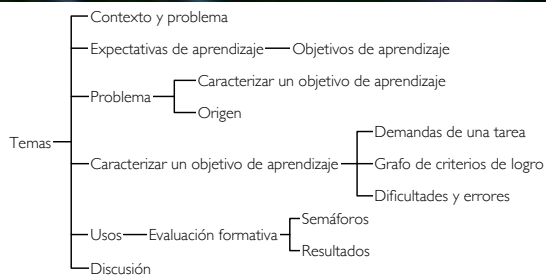 Contexto y problema
Expectativas de aprendizaje
Objetivos de aprendizaje
Problema
Caracterizar un objetivo de aprendizaje
Origen
Temas
Caracterizar un objetivo de aprendizaje
Demandas de una tarea
Grafo de criterios de logro
Dificultades y errores
Usos
Evaluación formativa
Semáforos
Resultados
Discusión